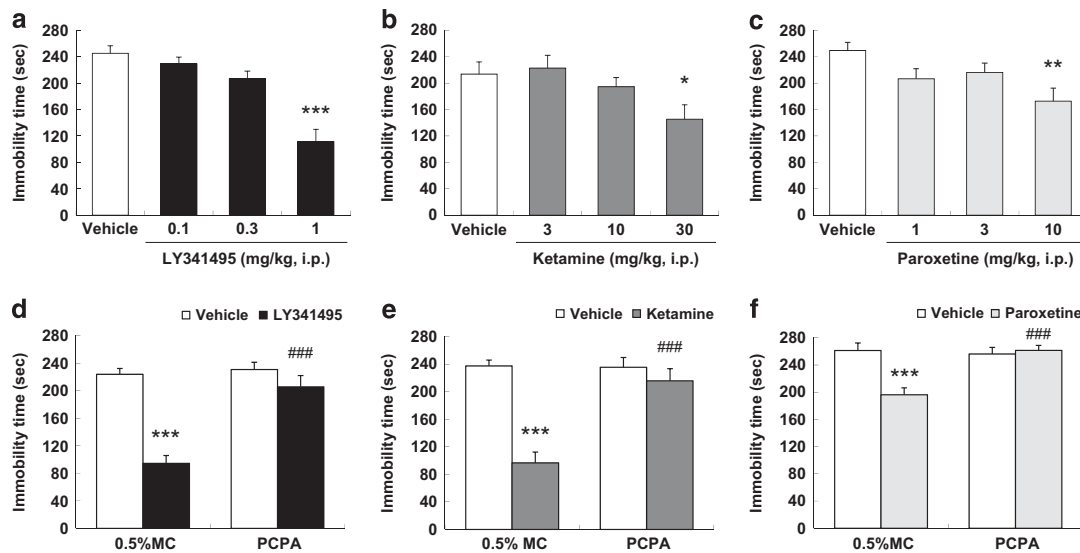 a
Immobility time (sec)
280
240
200
160
120
80
40
0
***
Vehicle 0.1 0.3 1
LY341495 (mg/kg, i.p.)
b
Immobility time (sec)
280
240
200
160
120
80
40
0
*
Vehicle 3 10 30
Ketamine (mg/kg, i.p.)
c
Immobility time (sec)
280
240
200
160
120
80
40
0
**
Vehicle 1 3 10
Paroxetine (mg/kg, i.p.)
d
Vehicle LY341495
Immobility time (sec)
280
240
200
160
120
80
40
0
***
###
0.5%MC PCPA
e
Vehicle Ketamine
Immobility time (sec)
280
240
200
160
120
80
40
0
***
###
0.5% MC PCPA
f
Vehicle Paroxetine
Immobility time (sec)
280
240
200
160
120
80
40
0
***
###
0.5%MC PCPA